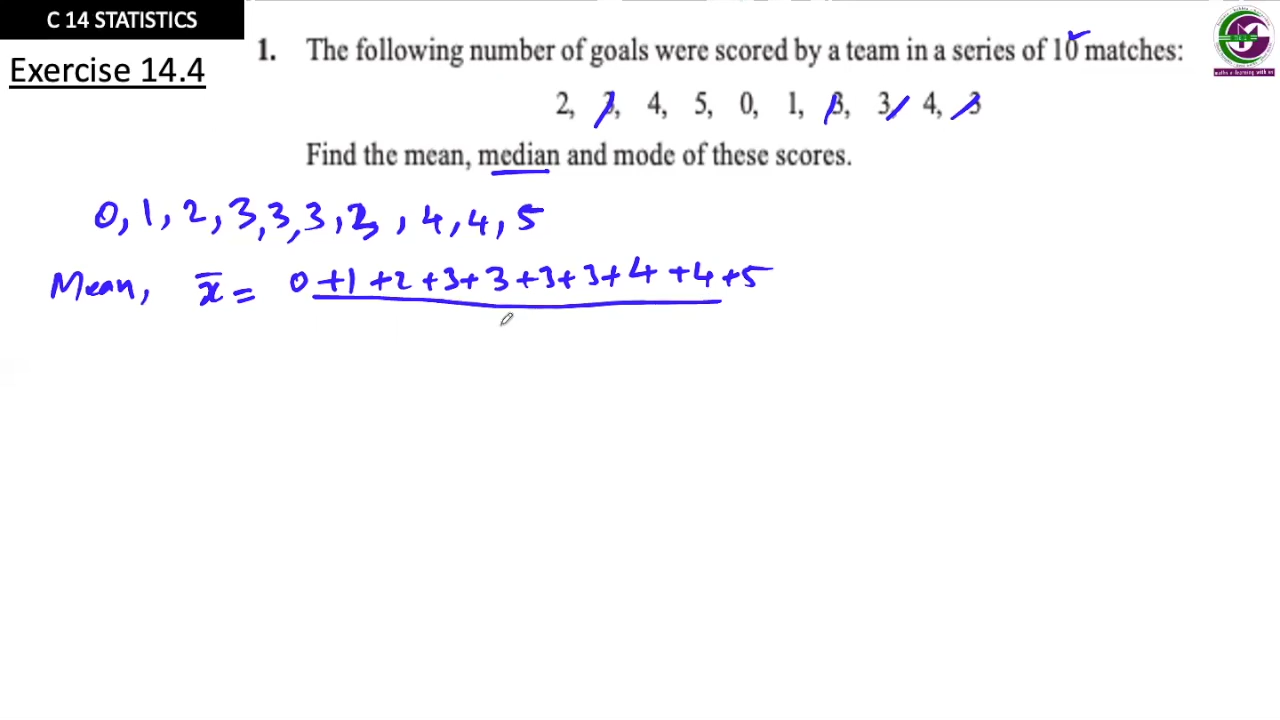 C 14 STATISTICS
Exercise 14.4
1. The following number of goals were scored by a team in a series of 10 matches:
2, 3, 4, 5, 0, 1, 3, 3, 4, 3
Find the mean, median and mode of these scores.
0, 1, 2, 3, 3, 3, 3, 4, 4, 5
Mean, x̄ = 0 + 1 + 2 + 3 + 3 + 3 + 3 + 4 + 4 + 5